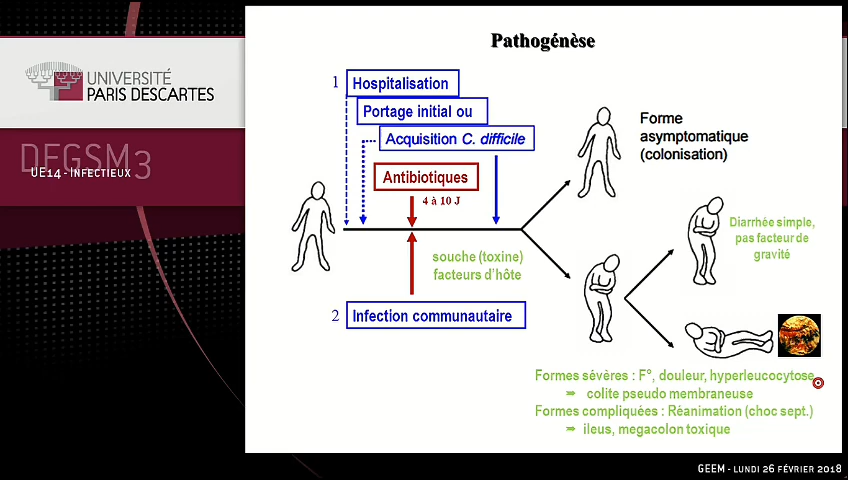 Pathogénèse
UNIVERSITÉ
PARIS DESCARTES
DFGSM3
UE14 - Infectieux
1 Hospitalisation
Portage initial ou
Acquisition C. difficile
Antibiotiques
4 à 10 J
souche (toxine)
facteurs d'hôte
2 Infection communautaire
Forme
asymptomatique
(colonisation)
Diarrhée simple,
pas facteur de
gravité
Formes sévères : F°, douleur, hyperleucocytose
➠ colite pseudo membraneuse
Formes compliquées : Réanimation (choc sept.)
➠ ileus, megacolon toxique
GEEM - lundi 26 février 2018